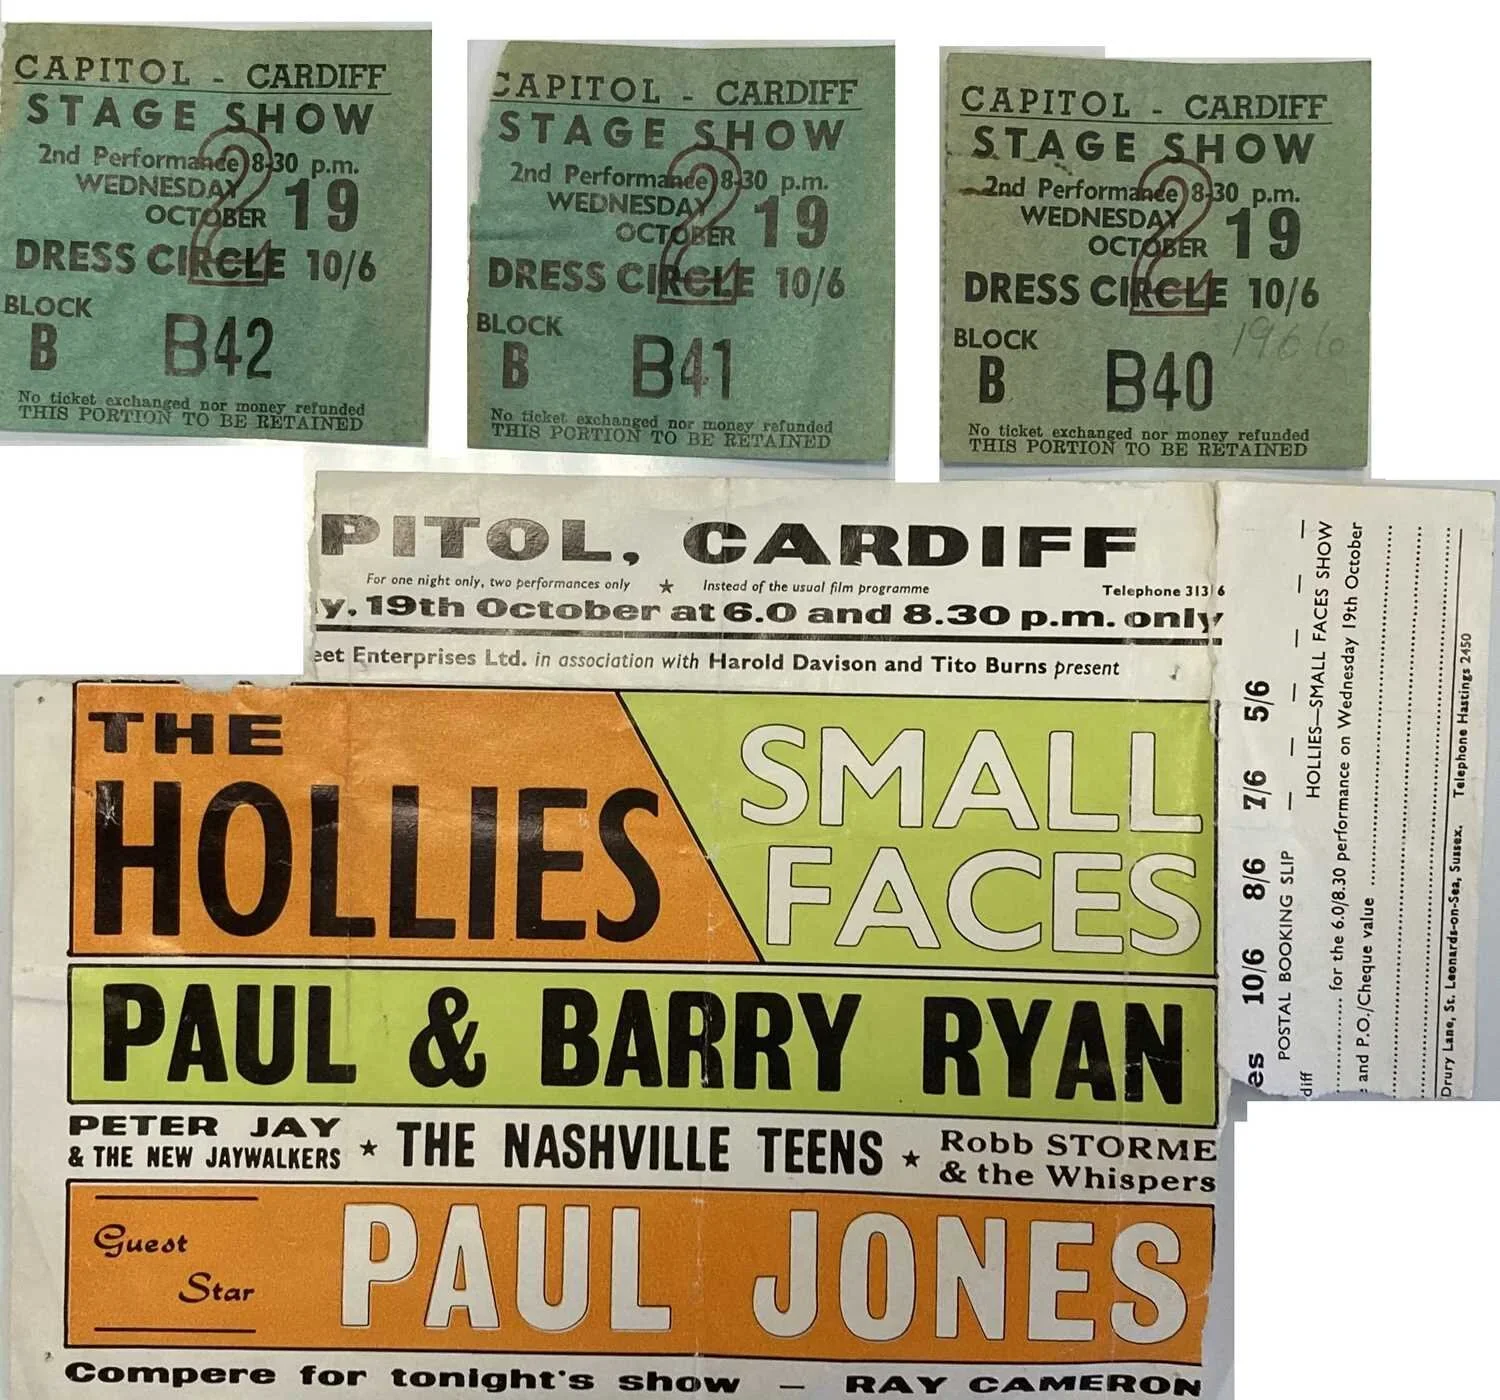 CAPITOL - CARDIFF
STAGE SHOW
2nd Performance 8-30 p.m.
WEDNESDAY
OCTOBER 19
DRESS CIRCLE 10/6
BLOCK
B B42
No ticket exchanged nor money refunded
THIS PORTION TO BE RETAINED
2
CAPITOL - CARDIFF
STAGE SHOW
2nd Performance 8-30 p.m.
WEDNESDAY
OCTOBER 19
DRESS CIRCLE 10/6
BLOCK
B B41
No ticket exchanged nor money refunded
THIS PORTION TO BE RETAINED
2
CAPITOL - CARDIFF
STAGE SHOW
2nd Performance 8-30 p.m.
WEDNESDAY
OCTOBER 19
DRESS CIRCLE 10/6
1966
BLOCK
B B40
No ticket exchanged nor money refunded
THIS PORTION TO BE RETAINED
2
PITOL, CARDIFF
For one night only, two performances only ★ Instead of the usual film programme Telephone 31316
y, 19th October at 6.0 and 8.30 p.m. only
eet Enterprises Ltd. in association with Harold Davison and Tito Burns present
THE
HOLLIES
SMALL
FACES
PAUL & BARRY RYAN
PETER JAY
& THE NEW JAYWALKERS
★ THE NASHVILLE TEENS ★
Robb STORME
& the Whispers
Guest
Star
PAUL JONES
Compere for tonight's show — RAY CAMERON
es 10/6 8/6 7/6 5/6
POSTAL BOOKING SLIP
diff HOLLIES—SMALL FACES SHOW
for the 6.0/8.30 performance on Wednesday 19th October
and P.O./Cheque value
Drury Lane, St. Leonards-on-Sea, Sussex. Telephone Hastings 2450